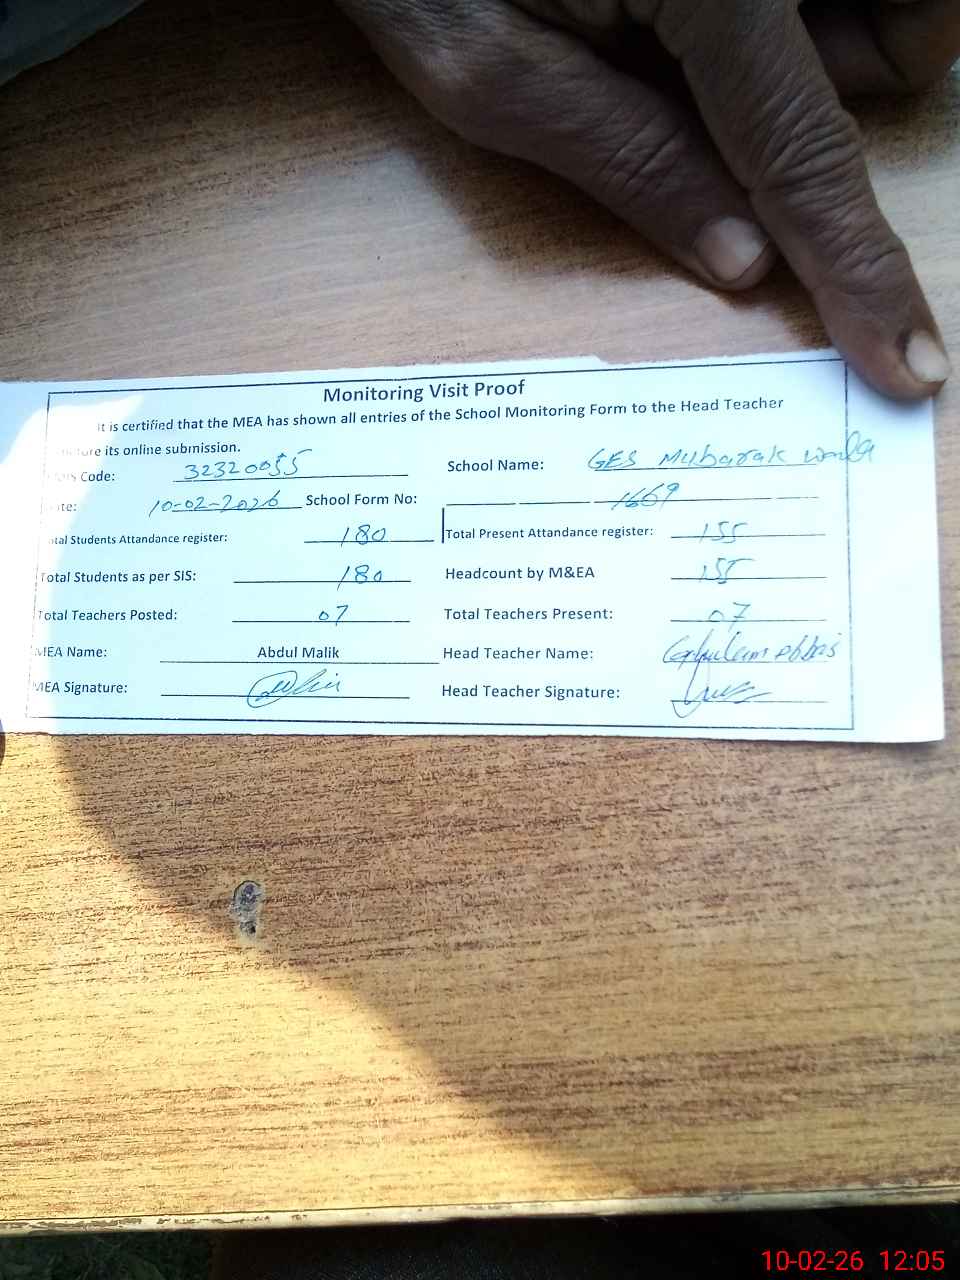 Monitoring Visit Proof
It is certified that the MEA has shown all entries of the School Monitoring Form to the Head Teacher
its online submission.
Code: 32320055 School Name: GES Mubarak
10-02-2026 School Form No: 1669
Students Attandance register: 180 Total Present Attandance register: 155
Total Students as per SIS: 180 Headcount by M&EA 155
Total Teachers Posted: 07 Total Teachers Present: 07
MEA Name: Abdul Malik Head Teacher Name: Ghulam Abbas
MEA Signature: Head Teacher Signature:
10-02-26 12:05